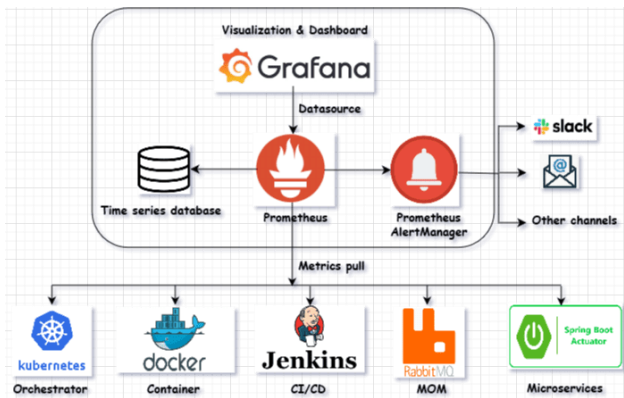 Visualization & Dashboard
Grafana
Datasource
slack
@
Time series database
Prometheus
Prometheus
AlertManager
Other channels
Metrics pull
kubernetes
docker
Jenkins
RabbitMQ
Spring Boot
Actuator
Orchestrator
Container
CI/CD
MOM
Microservices